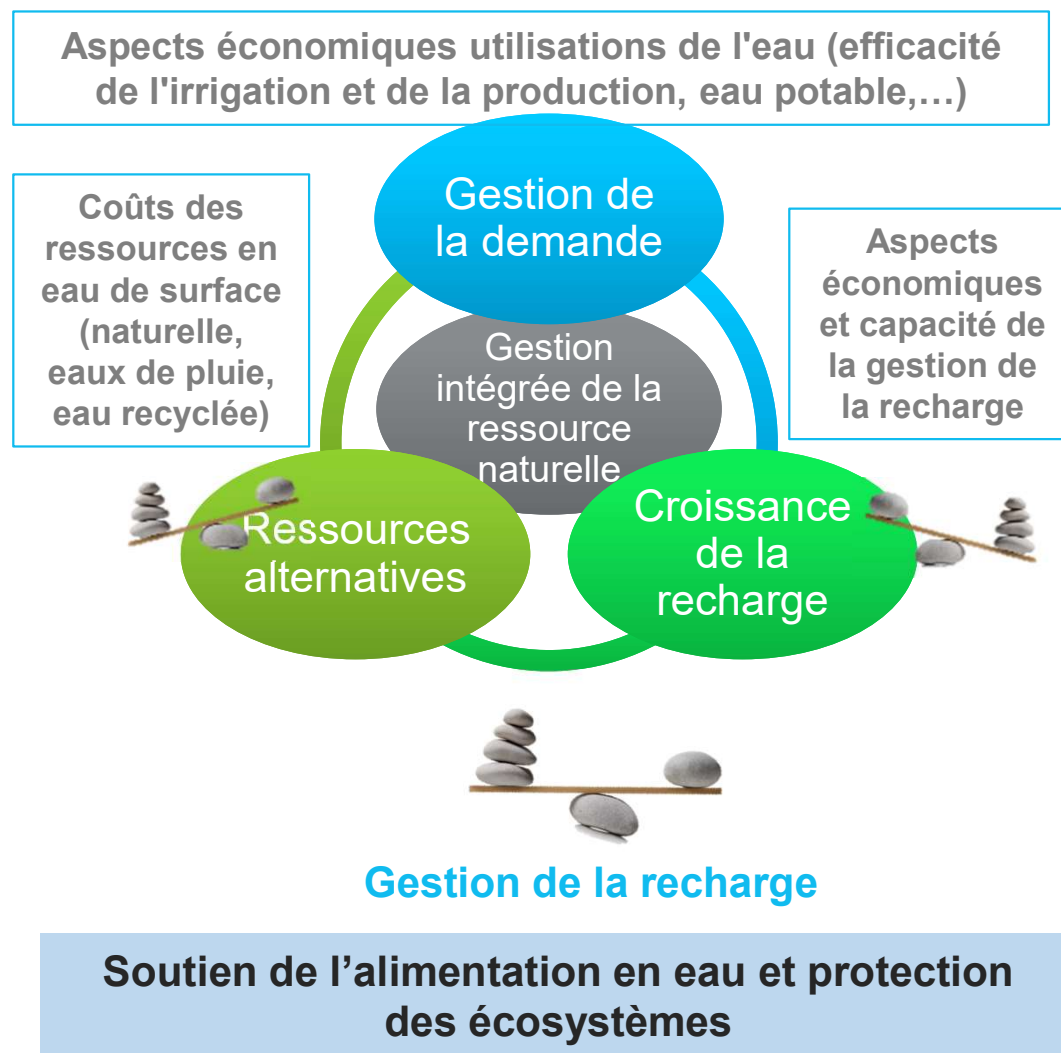 Aspects économiques utilisations de l'eau (efficacité
de l'irrigation et de la production, eau potable,…)
Gestion de
la demande
Coûts des
ressources en
eau de surface
(naturelle,
eaux de pluie,
eau recyclée)
Aspects
économiques
et capacité de
la gestion de
la recharge
Gestion
intégrée de la
ressource
naturelle
Ressources
alternatives
Croissance
de la
recharge
Gestion de la recharge
Soutien de l’alimentation en eau et protection
des écosystèmes